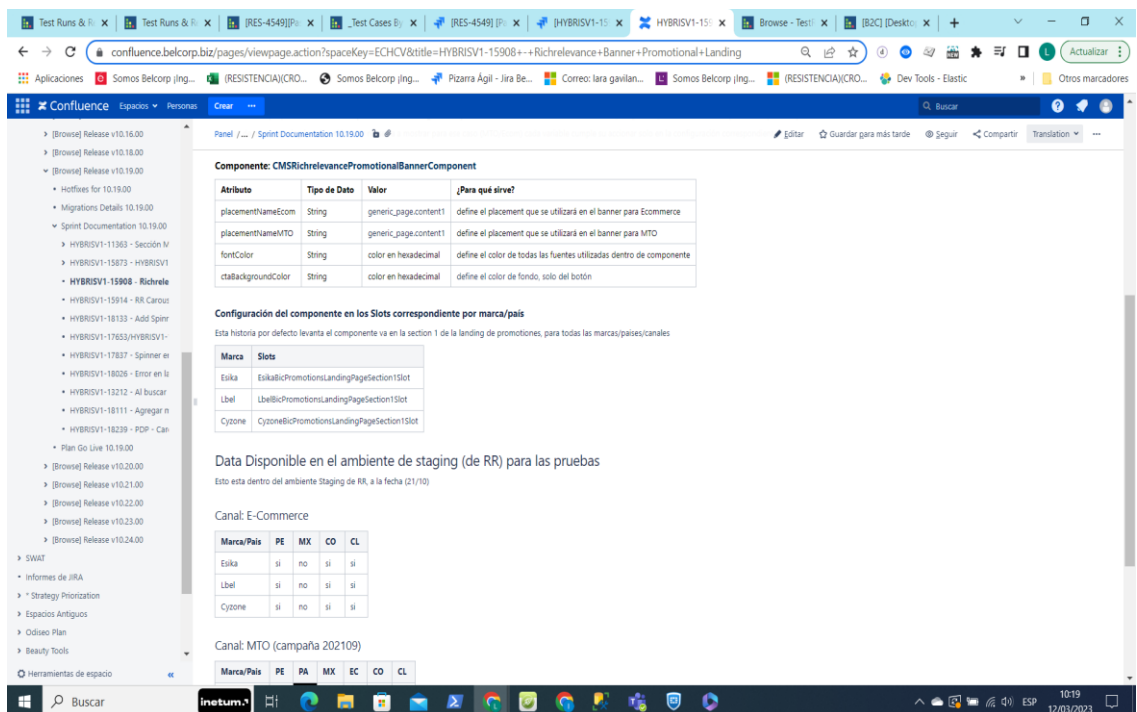 Test Runs & R
Test Runs & Re
[RES-4549][Pa
_Test Cases By
[RES-4549] [Pa
[HYBRISV1-15
HYBRISV1-159
Browse - TestF
[B2C] [Desktop
confluence.belcorp.biz/pages/viewpage.action?spaceKey=ECHCV&title=HYBRISV1-15908+-+Richrelevance+Banner+Promotional+Landing
Actualizar
Aplicaciones
Somos Belcorp ¡Ing...
(RESISTENCIA)(CRO...
Somos Belcorp ¡Ing...
Pizarra Ágil - Jira Be...
Correo: lara gavilan...
Somos Belcorp ¡Ing...
(RESISTENCIA)(CRO...
Dev Tools - Elastic
»
Otros marcadores
Confluence Espacios Personas Crear ···
Buscar
[Browse] Release v10.16.00
[Browse] Release v10.18.00
[Browse] Release v10.19.00
Hotfixes for 10.19.00
Migrations Details 10.19.00
Sprint Documentation 10.19.00
HYBRISV1-11363 - Sección M
HYBRISV1-15873 - HYBRISV1
HYBRISV1-15908 - Richrele
HYBRISV1-15914 - RR Carous
HYBRISV1-18133 - Add Spinn
HYBRISV1-17653/HYBRISV1-
HYBRISV1-17837 - Spinner en
HYBRISV1-18026 - Error en la
HYBRISV1-13212 - Al buscar
HYBRISV1-18111 - Agregar n
HYBRISV1-18239 - PDP - Car
Plan Go Live 10.19.00
[Browse] Release v10.20.00
[Browse] Release v10.21.00
[Browse] Release v10.22.00
[Browse] Release v10.23.00
[Browse] Release v10.24.00
SWAT
Informes de JIRA
* Strategy Priorization
Espacios Antiguos
Odiseo Plan
Beauty Tools
Herramientas de espacio «
Panel /... / Sprint Documentation 10.19.00
Editar Guardar para más tarde Seguir Compartir Translation ···
Componente: CMSRichrelevancePromotionalBannerComponent
Atributo Tipo de Dato Valor ¿Para qué sirve?
placementNameEcom String generic_page.content1 define el placement que se utilizará en el banner para Ecommerce
placementNameMTO String generic_page.content1 define el placement que se utilizará en el banner para MTO
fontColor String color en hexadecimal define el color de todas las fuentes utilizadas dentro de componente
ctaBackgroundColor String color en hexadecimal define el color de fondo, solo del botón
Configuración del componente en los Slots correspondiente por marca/país
Esta historia por defecto levanta el componente va en la section 1 de la landing de promotiones, para todas las marcas/paises/canales
Marca Slots
Esika EsikaBicPromotionsLandingPageSection1Slot
Lbel LbelBicPromotionsLandingPageSection1Slot
Cyzone CyzoneBicPromotionsLandingPageSection1Slot
Data Disponible en el ambiente de staging (de RR) para las pruebas
Esto esta dentro del ambiente Staging de RR, a la fecha (21/10)
Canal: E-Commerce
Marca/País PE MX CO CL
Esika si no si si
Lbel si no si si
Cyzone si no si si
Canal: MTO (campaña 202109)
Marca/País PE PA MX EC CO CL
Buscar
inetum.
ESP
10:19
12/03/2023